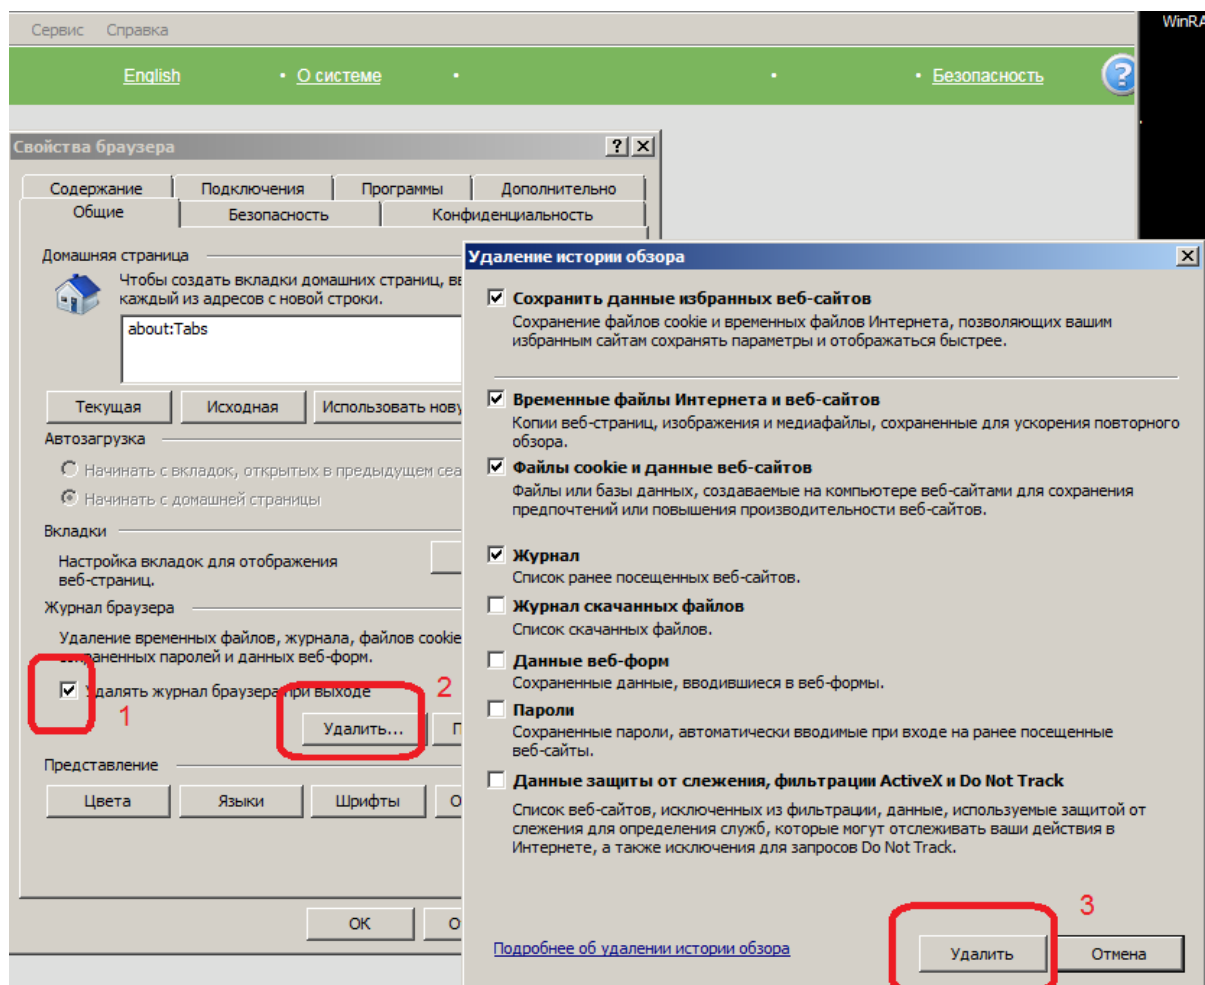 Сервис Справка
WinRA
English • О системе • • • Безопасность
Свойства браузера
Содержание Подключения Программы Дополнительно
Общие Безопасность Конфиденциальность
Домашняя страница
Чтобы создать вкладки домашних страниц, вв
каждый из адресов с новой строки.
about:Tabs
Текущая Исходная Использовать нову
Автозагрузка
Начинать с вкладок, открытых в предыдущем сеа
Начинать с домашней страницы
Вкладки
Настройка вкладок для отображения
веб-страниц.
Журнал браузера
Удаление временных файлов, журнала, файлов cookie
сохраненных паролей и данных веб-форм.
Удалять журнал браузера при выходе
1
2
Удалить...
Представление
Цвета Языки Шрифты О
ОК О
Удаление истории обзора
Сохранить данные избранных веб-сайтов
Сохранение файлов cookie и временных файлов Интернета, позволяющих вашим
избранным сайтам сохранять параметры и отображаться быстрее.
Временные файлы Интернета и веб-сайтов
Копии веб-страниц, изображения и медиафайлы, сохраненные для ускорения повторного
обзора.
Файлы cookie и данные веб-сайтов
Файлы или базы данных, создаваемые на компьютере веб-сайтами для сохранения
предпочтений или повышения производительности веб-сайтов.
Журнал
Список ранее посещенных веб-сайтов.
Журнал скачанных файлов
Список скачанных файлов.
Данные веб-форм
Сохраненные данные, вводившиеся в веб-формы.
Пароли
Сохраненные пароли, автоматически вводимые при входе на ранее посещенные
веб-сайты.
Данные защиты от слежения, фильтрации ActiveX и Do Not Track
Список веб-сайтов, исключенных из фильтрации, данные, используемые защитой от
слежения для определения служб, которые могут отслеживать ваши действия в
Интернете, а также исключения для запросов Do Not Track.
3
Подробнее об удалении истории обзора
Удалить Отмена